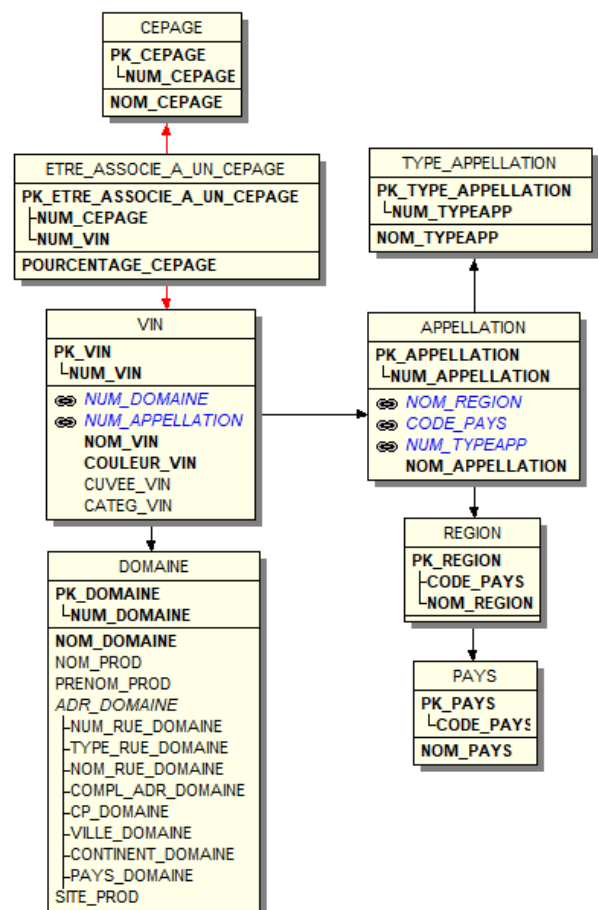 CEPAGE
PK_CEPAGE
NUM_CEPAGE
NOM_CEPAGE
ETRE_ASSOCIE_A_UN_CEPAGE
PK_ETRE_ASSOCIE_A_UN_CEPAGE
NUM_CEPAGE
NUM_VIN
POURCENTAGE_CEPAGE
TYPE_APPELLATION
PK_TYPE_APPELLATION
NUM_TYPEAPP
NOM_TYPEAPP
VIN
PK_VIN
NUM_VIN
NUM_DOMAINE
NUM_APPELLATION
NOM_VIN
COULEUR_VIN
CUVEE_VIN
CATEG_VIN
APPELLATION
PK_APPELLATION
NUM_APPELLATION
NOM_REGION
CODE_PAYS
NUM_TYPEAPP
NOM_APPELLATION
DOMAINE
PK_DOMAINE
NUM_DOMAINE
NOM_DOMAINE
NOM_PROD
PRENOM_PROD
ADR_DOMAINE
NUM_RUE_DOMAINE
TYPE_RUE_DOMAINE
NOM_RUE_DOMAINE
COMPL_ADR_DOMAINE
CP_DOMAINE
VILLE_DOMAINE
CONTINENT_DOMAINE
PAYS_DOMAINE
SITE_PROD
REGION
PK_REGION
CODE_PAYS
NOM_REGION
PAYS
PK_PAYS
CODE_PAYS
NOM_PAYS